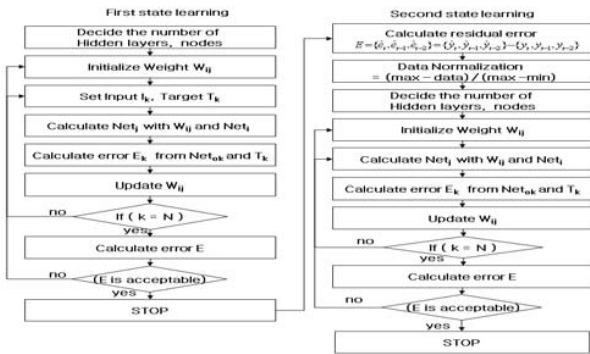 First state learning
Decide the number of
Hidden layers, nodes
Initialize Weight Wij
Set Input Ik, Target Tk
Calculate Netj with Wij and Neti
Calculate error Ek from Netok and Tk
Update Wij
no
If ( k = N )
yes
Calculate error E
no
(E is acceptable)
yes
STOP
Second state learning
Calculate residual error
Data Normalization
= (max - data) / (max - min)
Decide the number of
Hidden layers, nodes
Initialize Weight Wij
Calculate Netj with Wij and Neti
Calculate error Ek from Netok and Tk
Update Wij
no
If ( k = N )
yes
Calculate error E
no
(E is acceptable)
yes
STOP